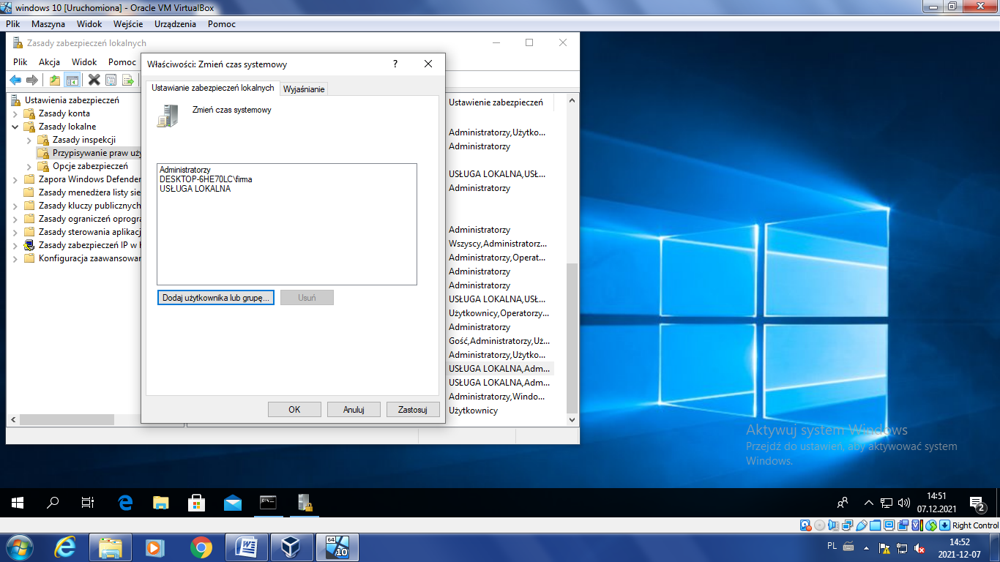 windows 10 [Uruchomiona] - Oracle VM VirtualBox
Plik Maszyna Widok Wejście Urządzenia Pomoc
Zasady zabezpieczeń lokalnych
Plik Akcja Widok Pomoc
Ustawienia zabezpieczeń
Zasady konta
Zasady lokalne
Zasady inspekcji
Przypisywanie praw uży
Opcje zabezpieczeń
Zapora Windows Defender
Zasady menedżera listy sie
Zasady kluczy publicznych
Zasady ograniczeń oprogra
Zasady sterowania aplikacj
Zasady zabezpieczeń IP w
Konfiguracja zaawansowan
Właściwości: Zmień czas systemowy
?
Ustawianie zabezpieczeń lokalnych
Wyjaśnianie
Zmień czas systemowy
Administratorzy
DESKTOP-6HE70LC\firma
USŁUGA LOKALNA
Dodaj użytkownika lub grupę...
Usuń
OK
Anuluj
Zastosuj
Ustawienie zabezpieczeń
Administratorzy,Użytko...
Administratorzy
USŁUGA LOKALNA,USŁ...
Administratorzy
Administratorzy
Wszyscy,Administratorz...
Administratorzy,Operat...
Administratorzy
Administratorzy
USŁUGA LOKALNA,USŁ...
Użytkownicy,Operatorzy...
Administratorzy
Gość,Administratorzy,Uż...
Administratorzy,Użytko...
USŁUGA LOKALNA,Adm...
USŁUGA LOKALNA,Adm...
Administratorzy,Windo...
Użytkownicy
Aktywuj system Windows
Przejdź do ustawień, aby aktywować system
Windows.
14:51
07.12.2021
2
Right Control
64
10
PL
14:52
2021-12-07